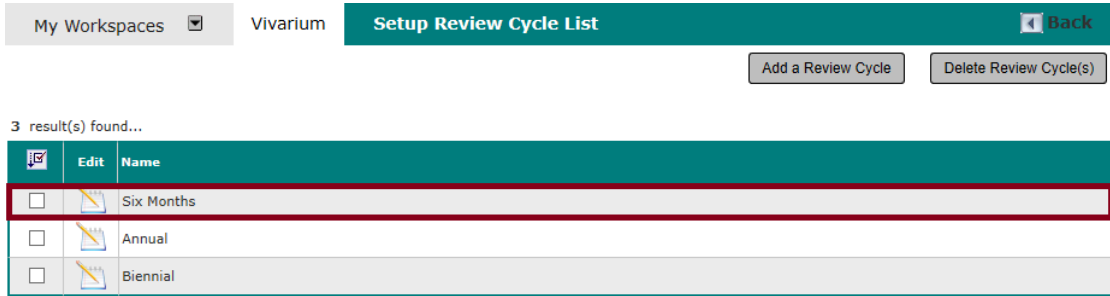 My Workspaces Vivarium Setup Review Cycle List Back
Add a Review Cycle Delete Review Cycle(s)
3 result(s) found...
Edit Name
Six Months
Annual
Biennial